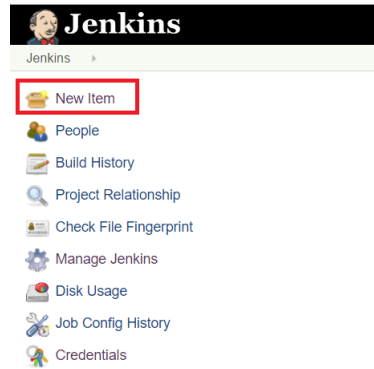 Jenkins
Jenkins
New Item
People
Build History
Project Relationship
Check File Fingerprint
Manage Jenkins
Disk Usage
Job Config History
Credentials